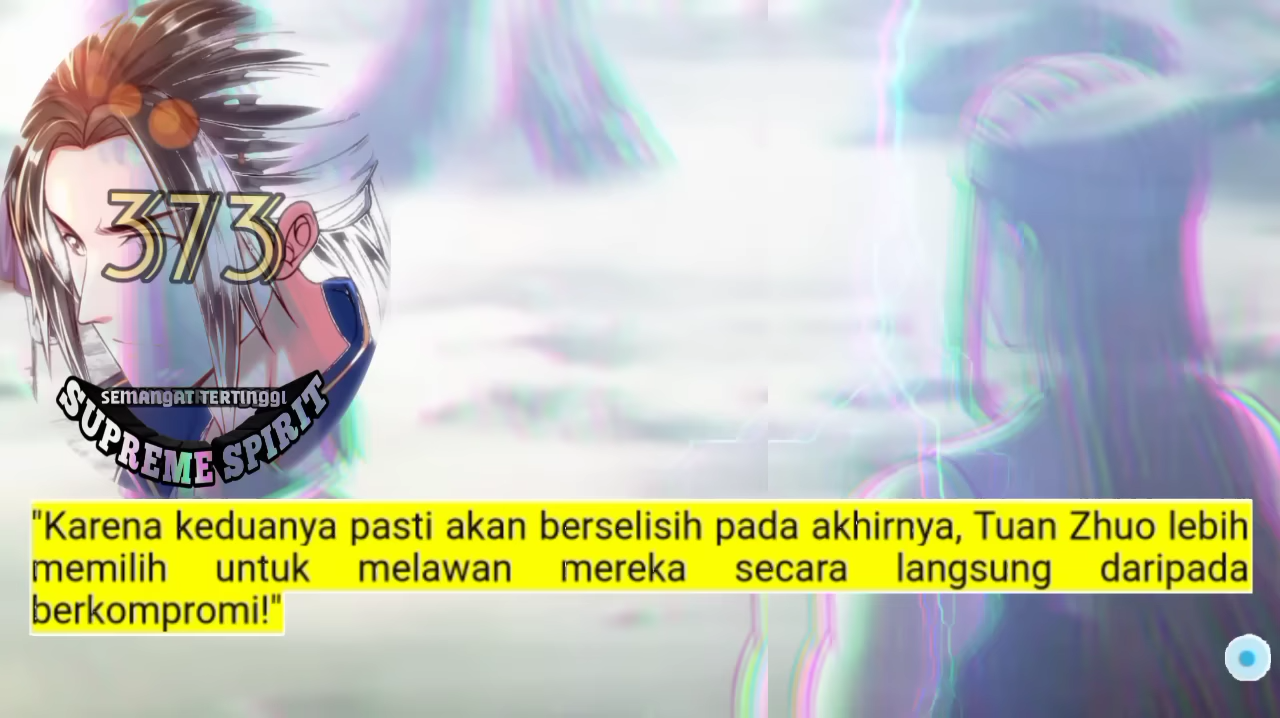 373
SEMANGAT TERTINGGI
SUPREME SPIRIT
"Karena keduanya pasti akan berselisih pada akhirnya, Tuan Zhuo lebih
memilih untuk melawan mereka secara langsung daripada
berkompromi!"